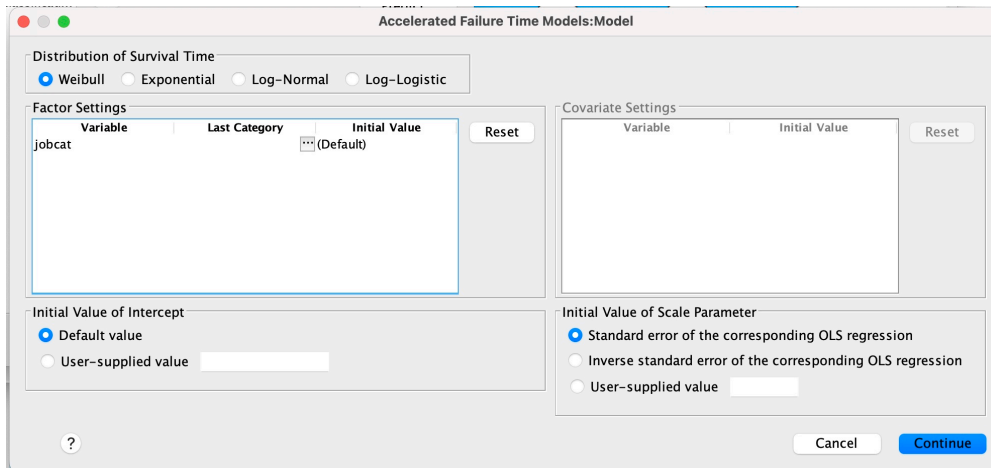 Accelerated Failure Time Models:Model
Distribution of Survival Time
Weibull Exponential Log-Normal Log-Logistic
Factor Settings
Variable Last Category Initial Value
jobcat ... (Default)
Reset
Covariate Settings
Variable Initial Value
Reset
Initial Value of Intercept
Default value
User-supplied value
Initial Value of Scale Parameter
Standard error of the corresponding OLS regression
Inverse standard error of the corresponding OLS regression
User-supplied value
? Cancel Continue